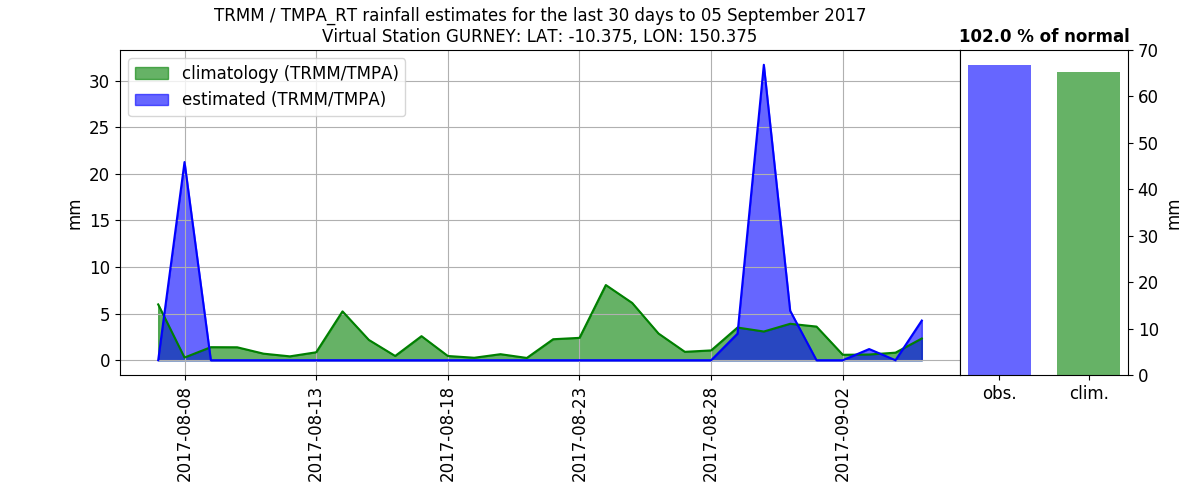 TRMM / TMPA_RT rainfall estimates for the last 30 days to 05 September 2017
Virtual Station GURNEY: LAT: -10.375, LON: 150.375
102.0 % of normal
climatology (TRMM/TMPA)
estimated (TRMM/TMPA)
mm
30
25
20
15
10
5
0
2017-08-08
2017-08-13
2017-08-18
2017-08-23
2017-08-28
2017-09-02
70
60
50
40
30
20
10
0
mm
obs.
clim.